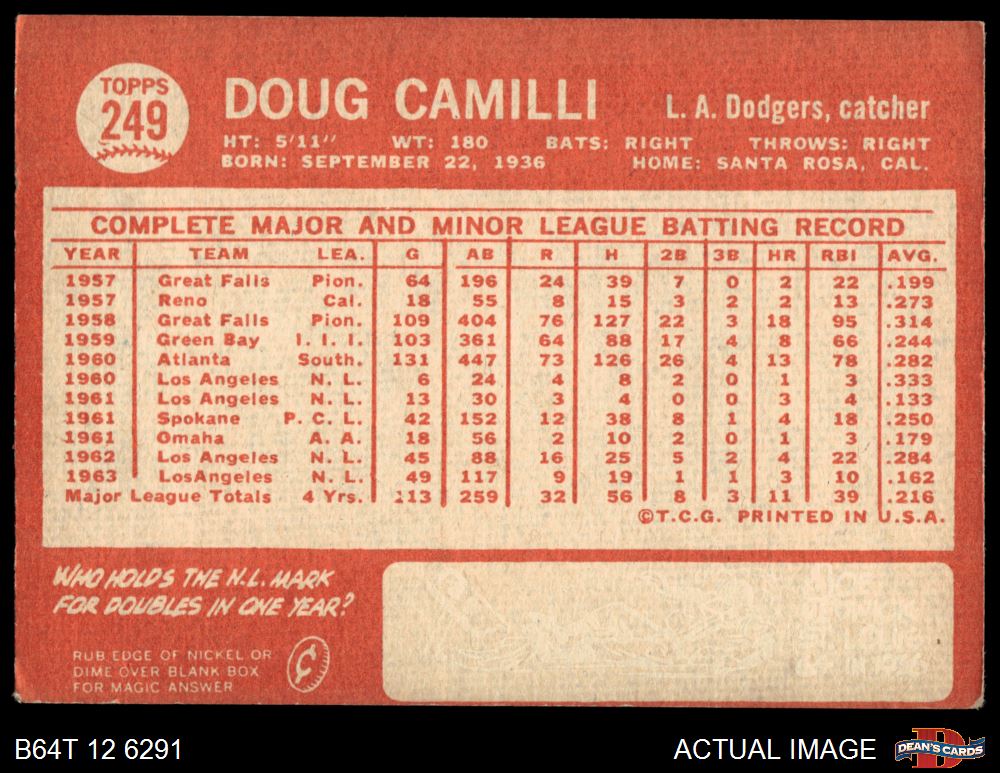 TOPPS
249
DOUG CAMILLI
L. A. Dodgers, catcher
HT: 5'11" WT: 180 BATS: RIGHT THROWS: RIGHT
BORN: SEPTEMBER 22, 1936 HOME: SANTA ROSA, CAL.
COMPLETE MAJOR AND MINOR LEAGUE BATTING RECORD
YEAR TEAM LEA. G AB R H 2B 3B HR RBI AVG.
1957 Great Falls Pion. 64 196 24 39 7 0 2 22 .199
1957 Reno Cal. 18 55 8 15 3 2 2 13 .273
1958 Great Falls Pion. 109 404 76 127 22 3 18 95 .314
1959 Green Bay I. I. I. 103 361 64 88 17 4 8 66 .244
1960 Atlanta South. 131 447 73 126 26 4 13 78 .282
1960 Los Angeles N. L. 6 24 4 8 2 0 1 3 .333
1961 Los Angeles N. L. 13 30 3 4 0 0 3 4 .133
1961 Spokane P. C. L. 42 152 12 38 8 1 4 18 .250
1961 Omaha A. A. 18 56 2 10 2 0 1 3 .179
1962 Los Angeles N. L. 45 88 16 25 5 2 4 22 .284
1963 LosAngeles N. L. 49 117 9 19 1 1 3 10 .162
Major League Totals 4 Yrs. 113 259 32 56 8 3 11 39 .216
©T.C.G. PRINTED IN U.S.A.
WHO HOLDS THE N.L. MARK
FOR DOUBLES IN ONE YEAR?
RUB EDGE OF NICKEL OR
DIME OVER BLANK BOX
FOR MAGIC ANSWER
¢
B64T 12 6291
ACTUAL IMAGE
D
DEAN'S CARDS